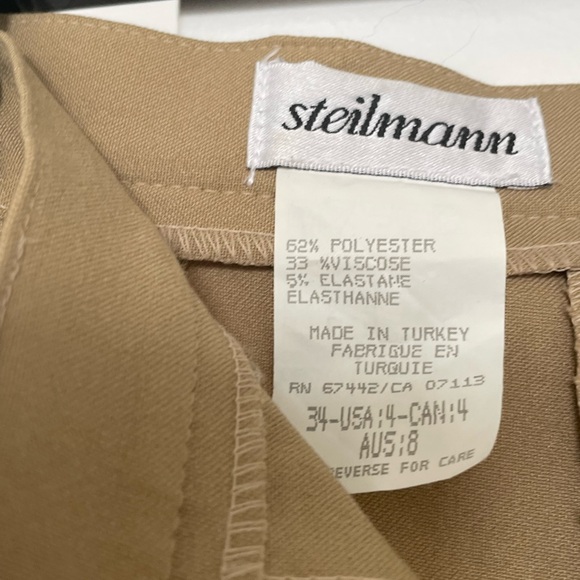 steilmann
62% POLYESTER
33 %VISCOSE
5% ELASTANE
ELASTHANNE
MADE IN TURKEY
FABRIQUE EN
TURQUIE
RN 67442/CA 07113
34-USA:4-CAN:4
AUS:8
EVERSE FOR CARE